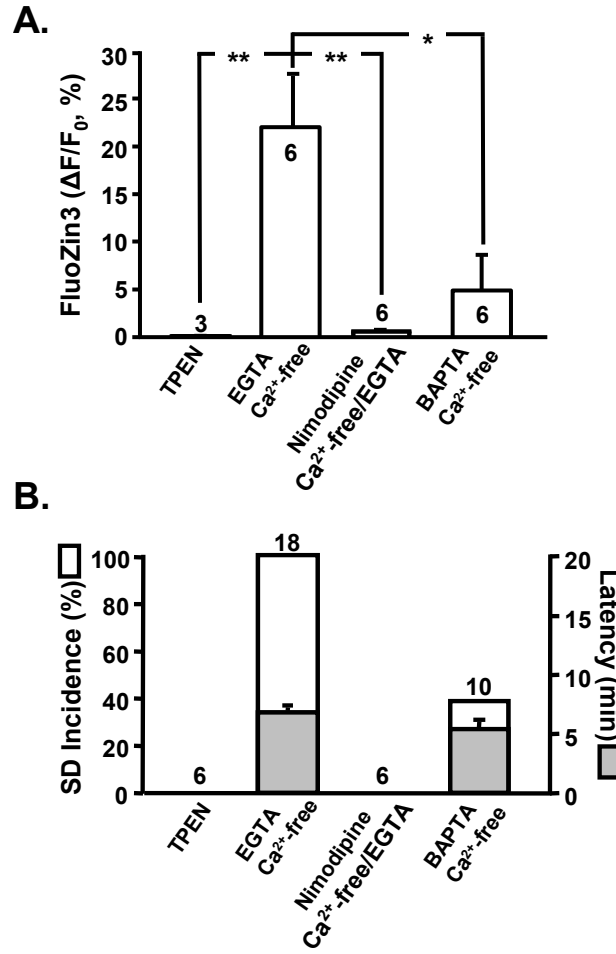 A.
FluoZin3 (ΔF/F₀, %)
30
25
20
15
10
5
0
** ** *
3
6
6
6
TPEN
EGTA
Ca²⁺-free
Nimodipine
Ca²⁺-free/EGTA
BAPTA
Ca²⁺-free
B.
SD Incidence (%)
100
80
60
40
20
0
6
18
6
10
20
15
10
5
0
Latency (min)
TPEN
EGTA
Ca²⁺-free
Nimodipine
Ca²⁺-free/EGTA
BAPTA
Ca²⁺-free